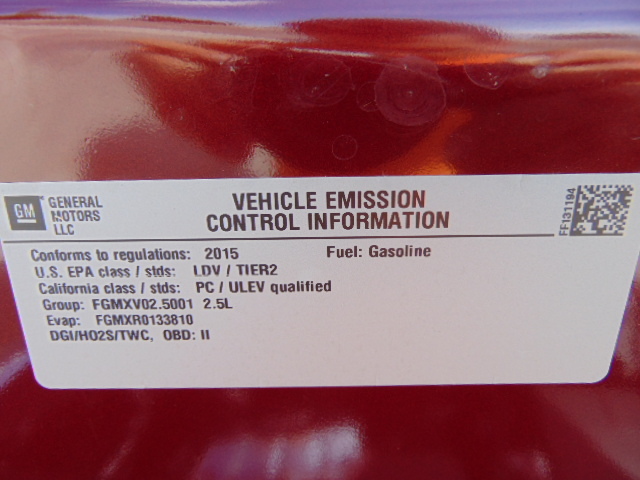 GM
GENERAL
MOTORS
LLC
VEHICLE EMISSION
CONTROL INFORMATION
FF131194
Conforms to regulations: 2015 Fuel: Gasoline
U.S. EPA class / stds: LDV / TIER2
California class / stds: PC / ULEV qualified
Group: FGMXV02.5001 2.5L
Evap: FGMXR0133810
DGI/HO2S/TWC, OBD: II